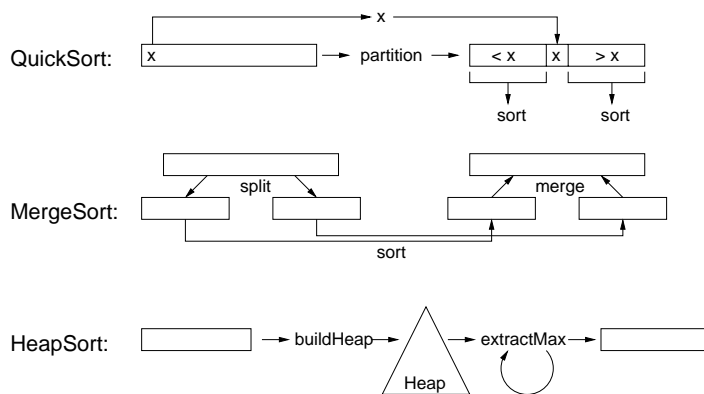 x
QuickSort: x partition < x x > x
sort sort
split merge
MergeSort:
sort
HeapSort: buildHeap extractMax
Heap